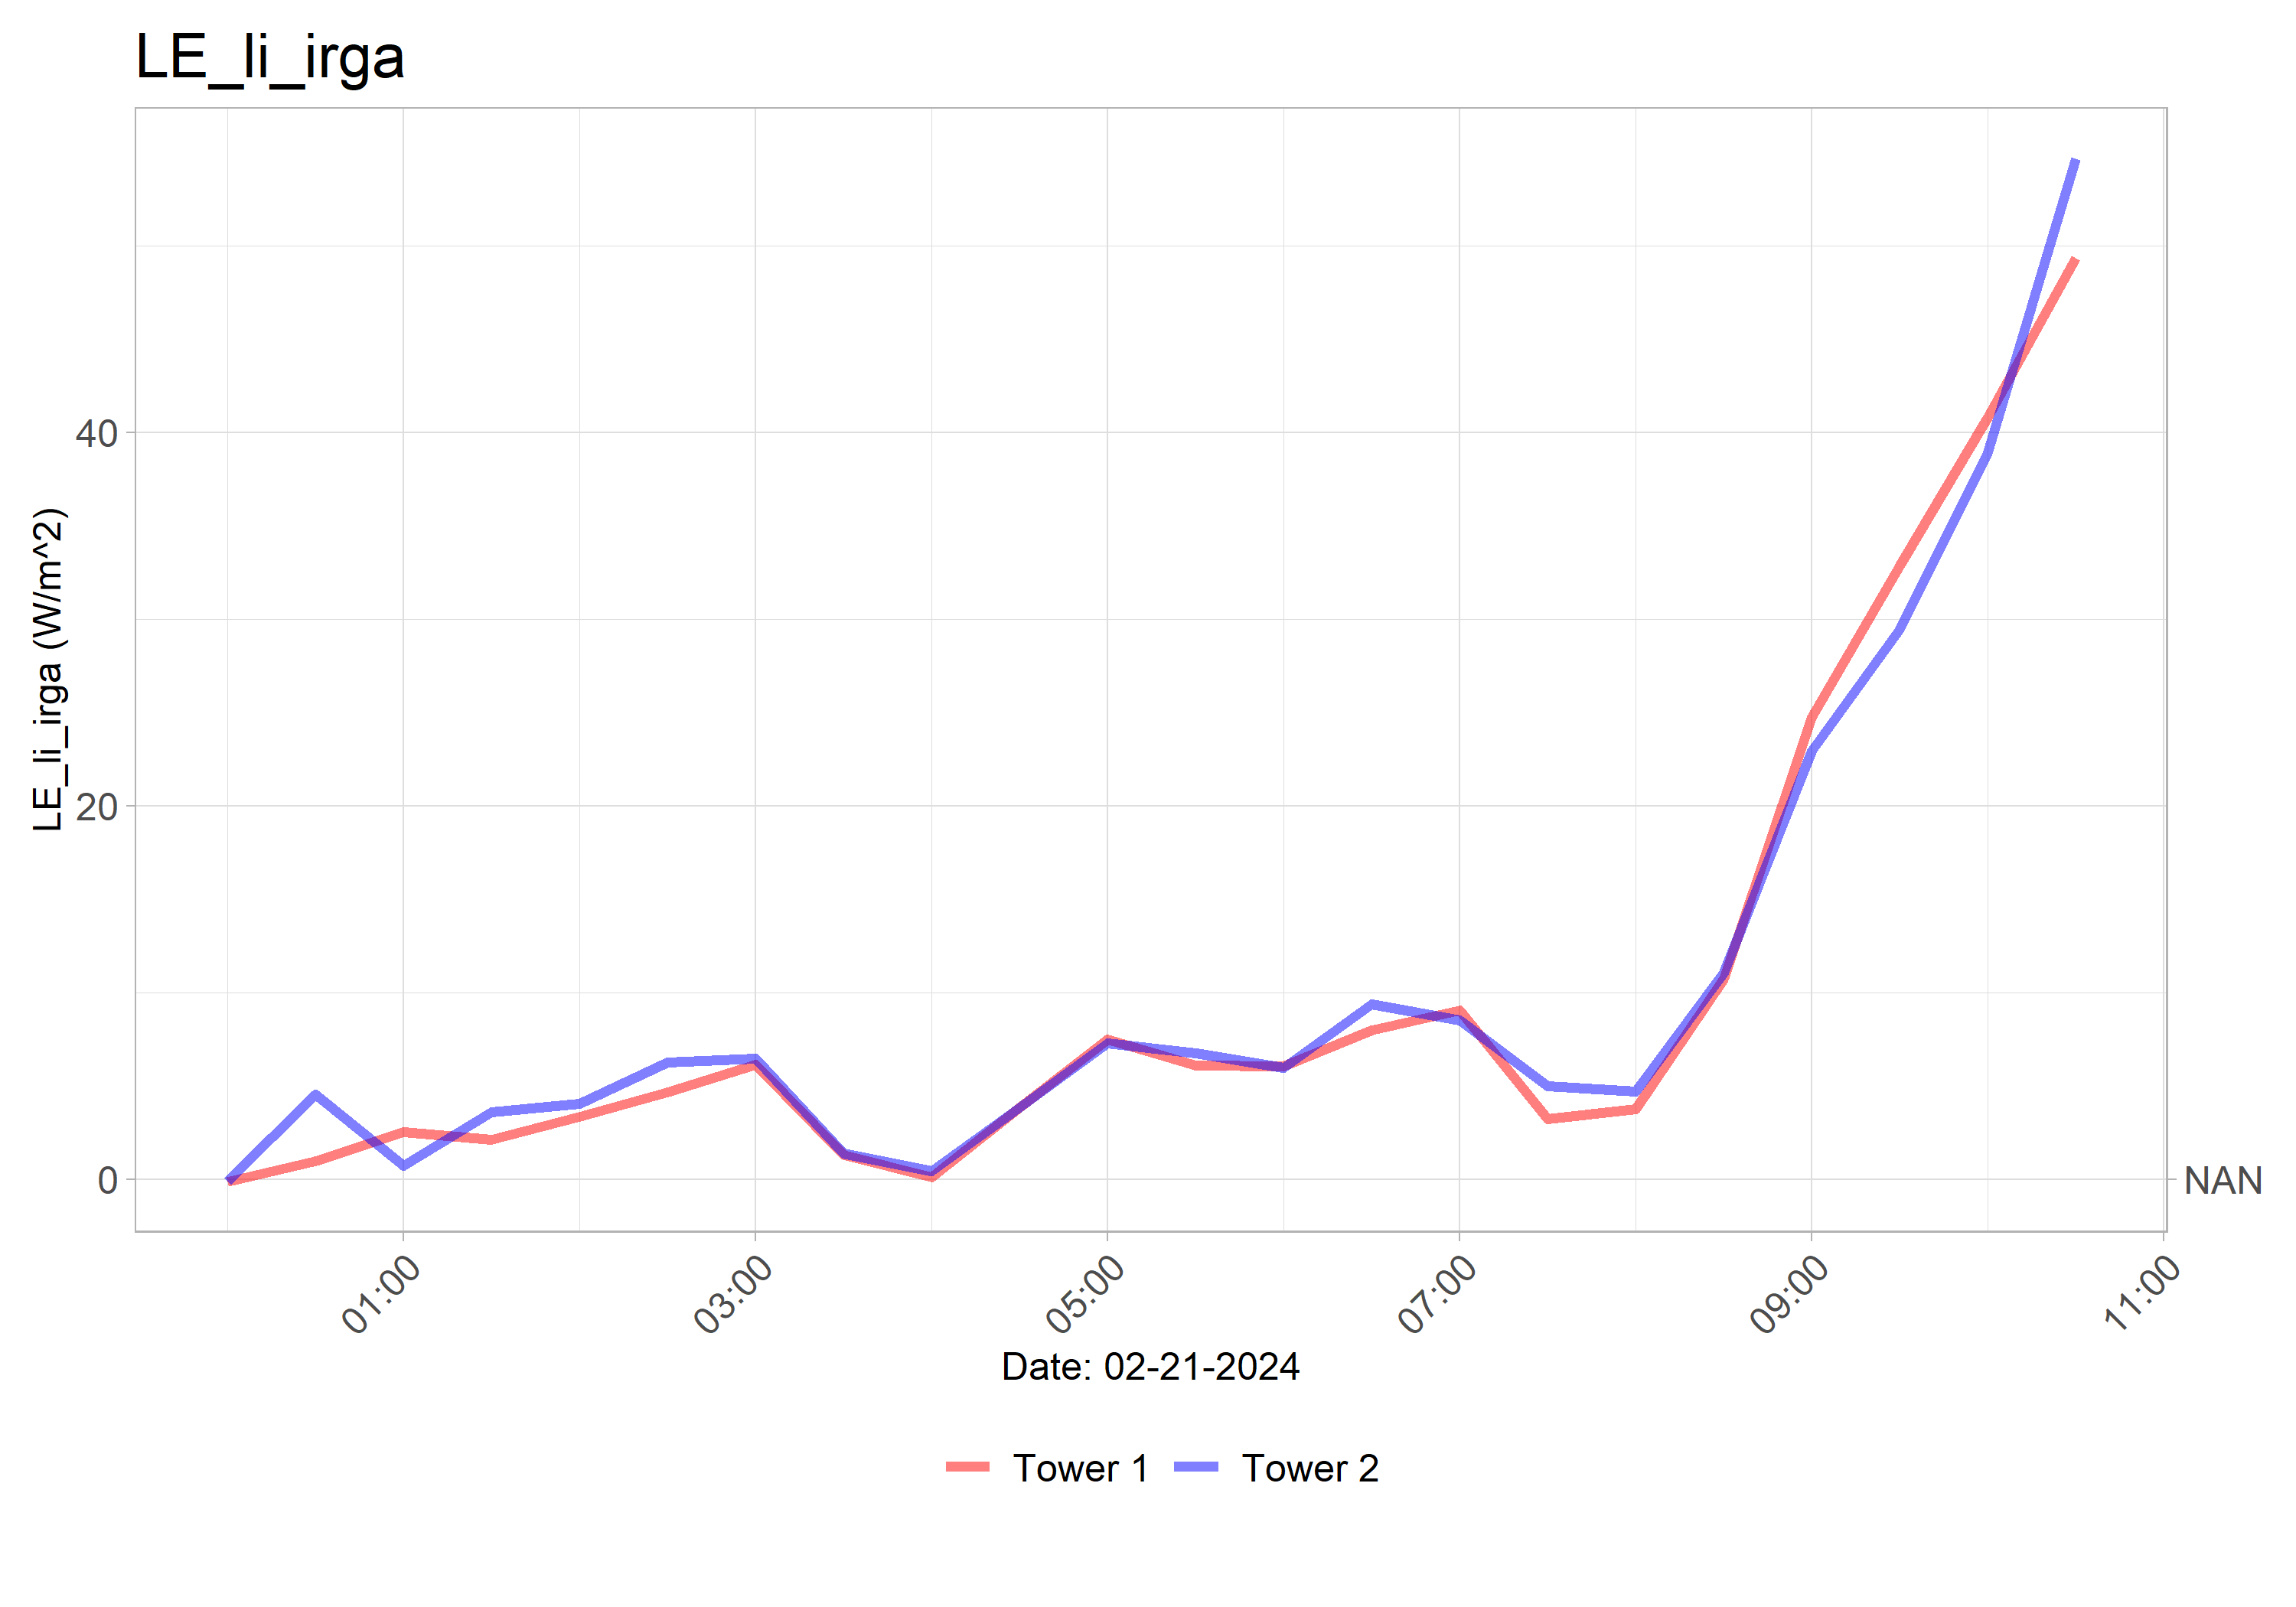 LE_li_irga
LE_li_irga (W/m^2)
40
20
0
NAN
01:00
03:00
05:00
07:00
09:00
11:00
Date: 02-21-2024
Tower 1
Tower 2